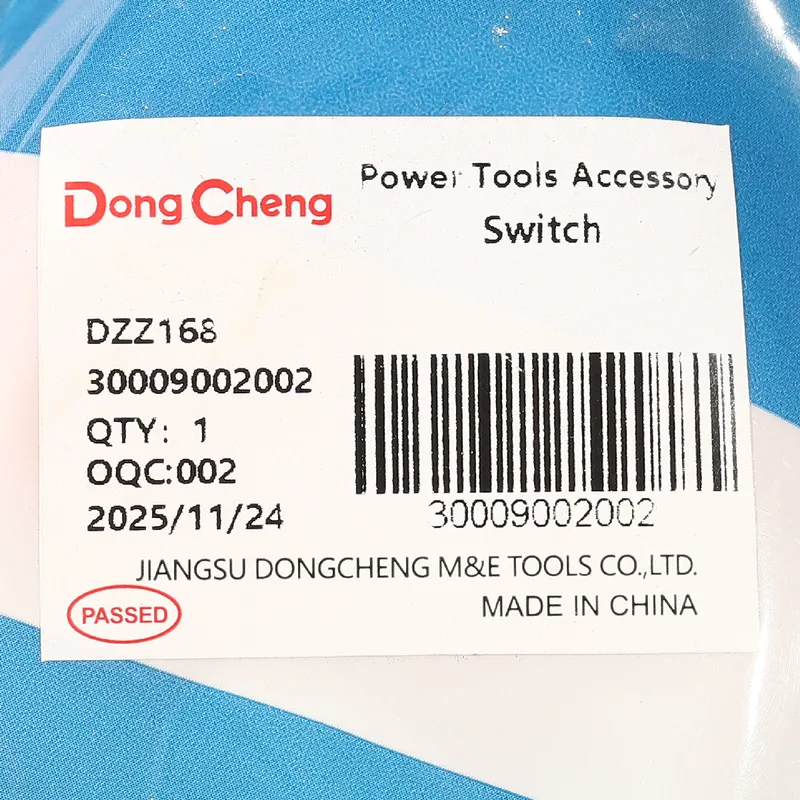 Dong Cheng
Power Tools Accessory
Switch
DZZ168
30009002002
QTY: 1
OQC:002
2025/11/24
30009002002
JIANGSU DONGCHENG M&E TOOLS CO.,LTD.
PASSED
MADE IN CHINA